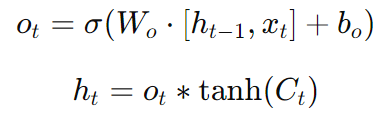 o_t = σ(W_o · [h_{t−1}, x_t] + b_o)
h_t = o_t * tanh(C_t)